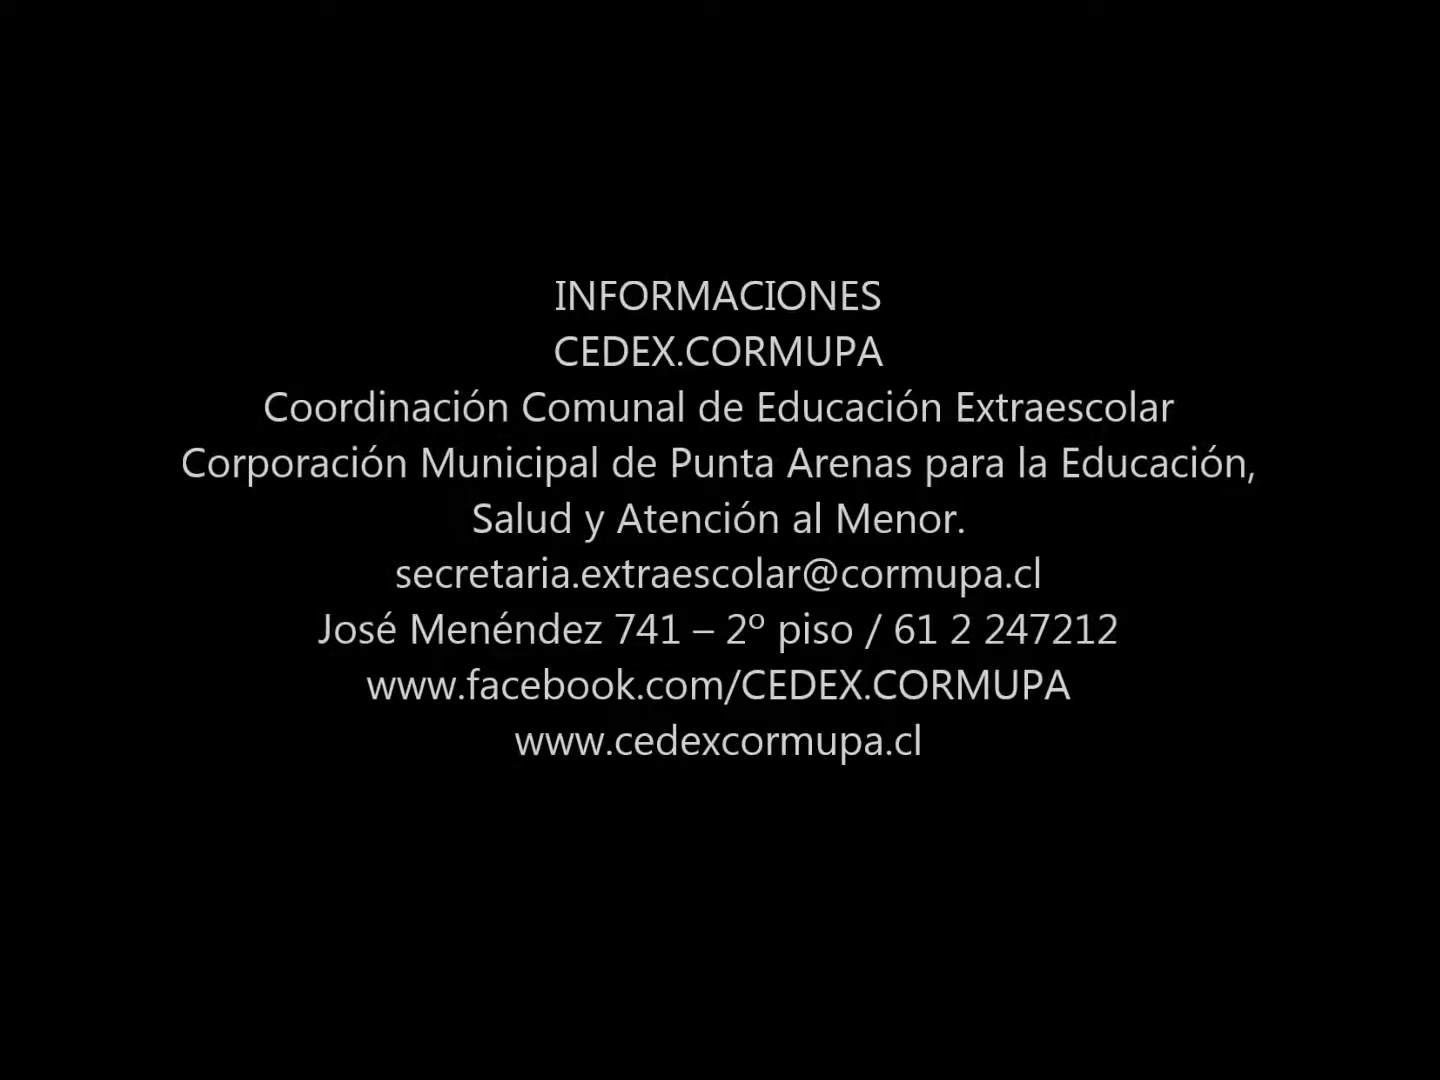 INFORMACIONES
CEDEX.CORMUPA
Coordinación Comunal de Educación Extraescolar
Corporación Municipal de Punta Arenas para la Educación,
Salud y Atención al Menor.
secretaria.extraescolar@cormupa.cl
José Menéndez 741 – 2º piso / 61 2 247212
www.facebook.com/CEDEX.CORMUPA
www.cedexcormupa.cl